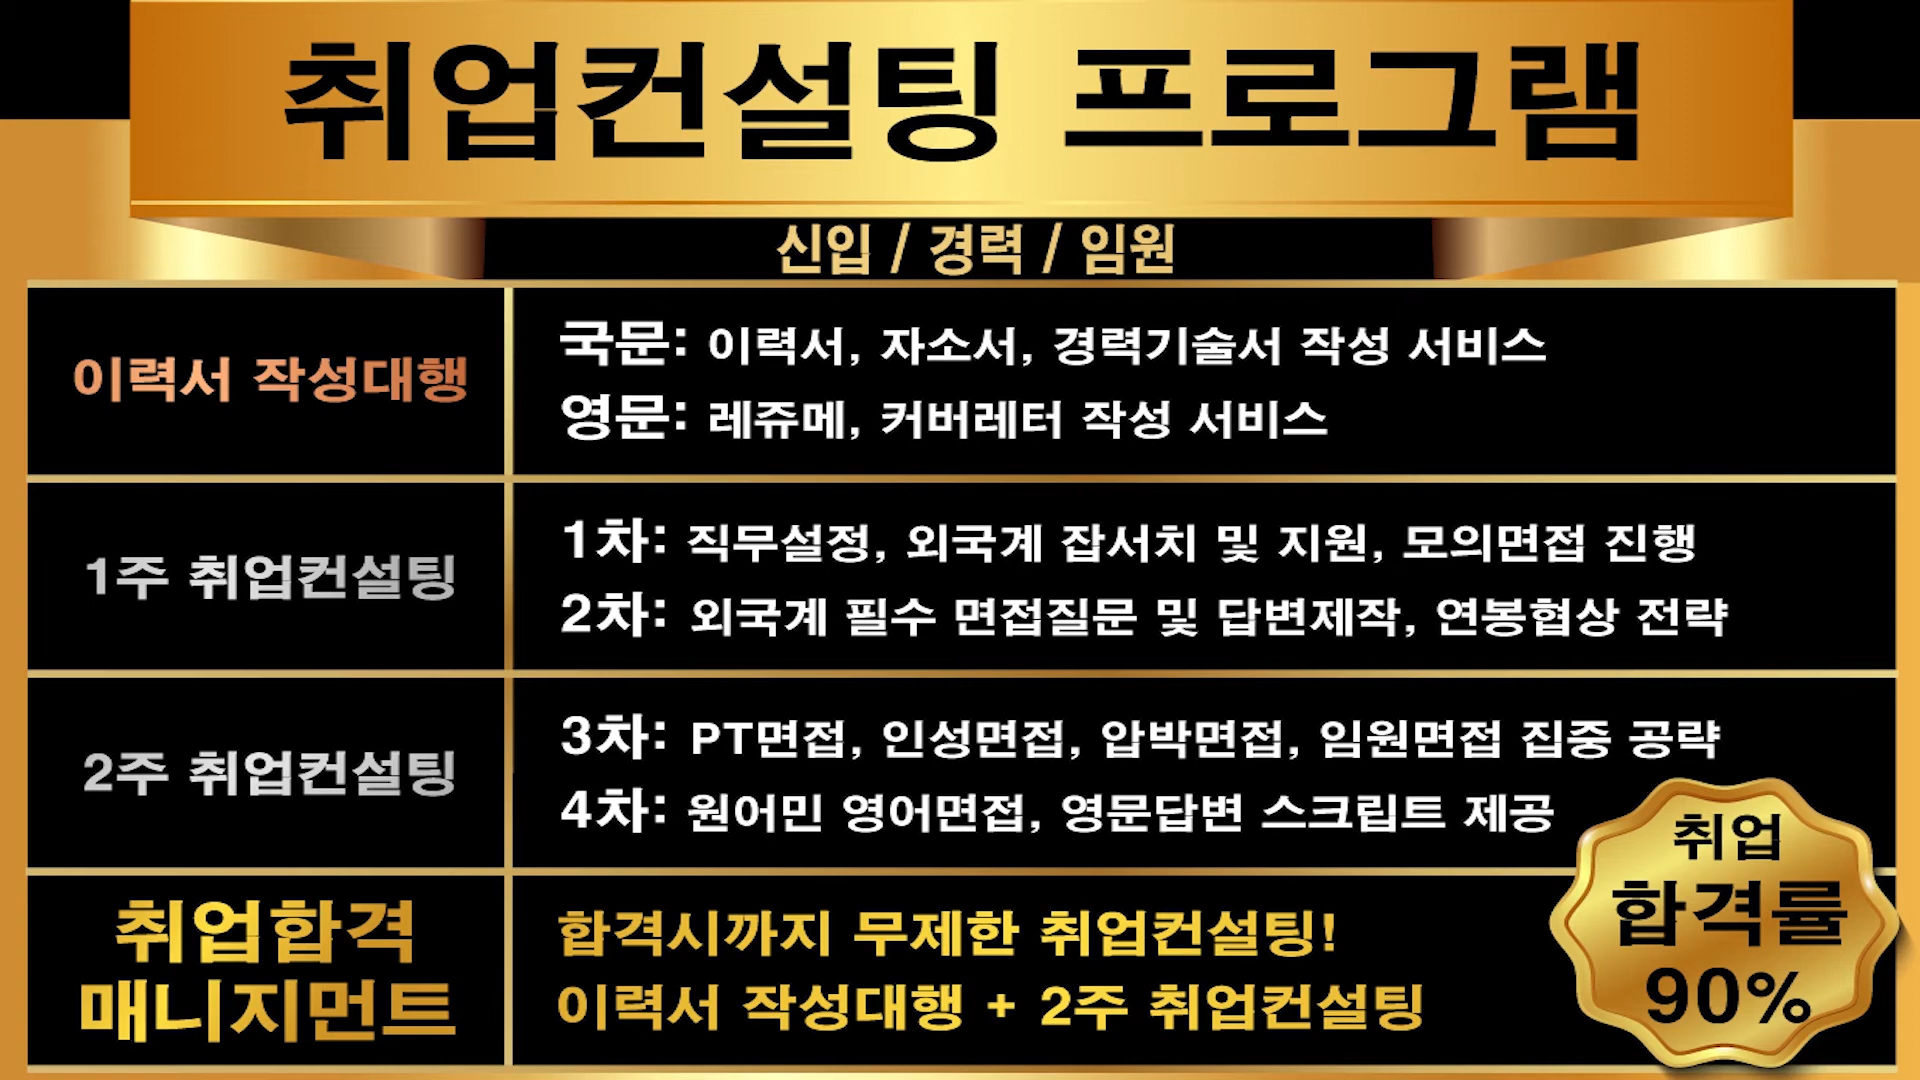 취업컨설팅 프로그램
신입 / 경력 / 임원
이력서 작성대행
국문: 이력서, 자소서, 경력기술서 작성 서비스
영문: 레쥬메, 커버레터 작성 서비스
1주 취업컨설팅
1차: 직무설정, 외국계 잡서치 및 지원, 모의면접 진행
2차: 외국계 필수 면접질문 및 답변제작, 연봉협상 전략
2주 취업컨설팅
3차: PT면접, 인성면접, 압박면접, 임원면접 집중 공략
4차: 원어민 영어면접, 영문답변 스크립트 제공
취업합격
매니지먼트
합격시까지 무제한 취업컨설팅!
이력서 작성대행 + 2주 취업컨설팅
취업
합격률
90%